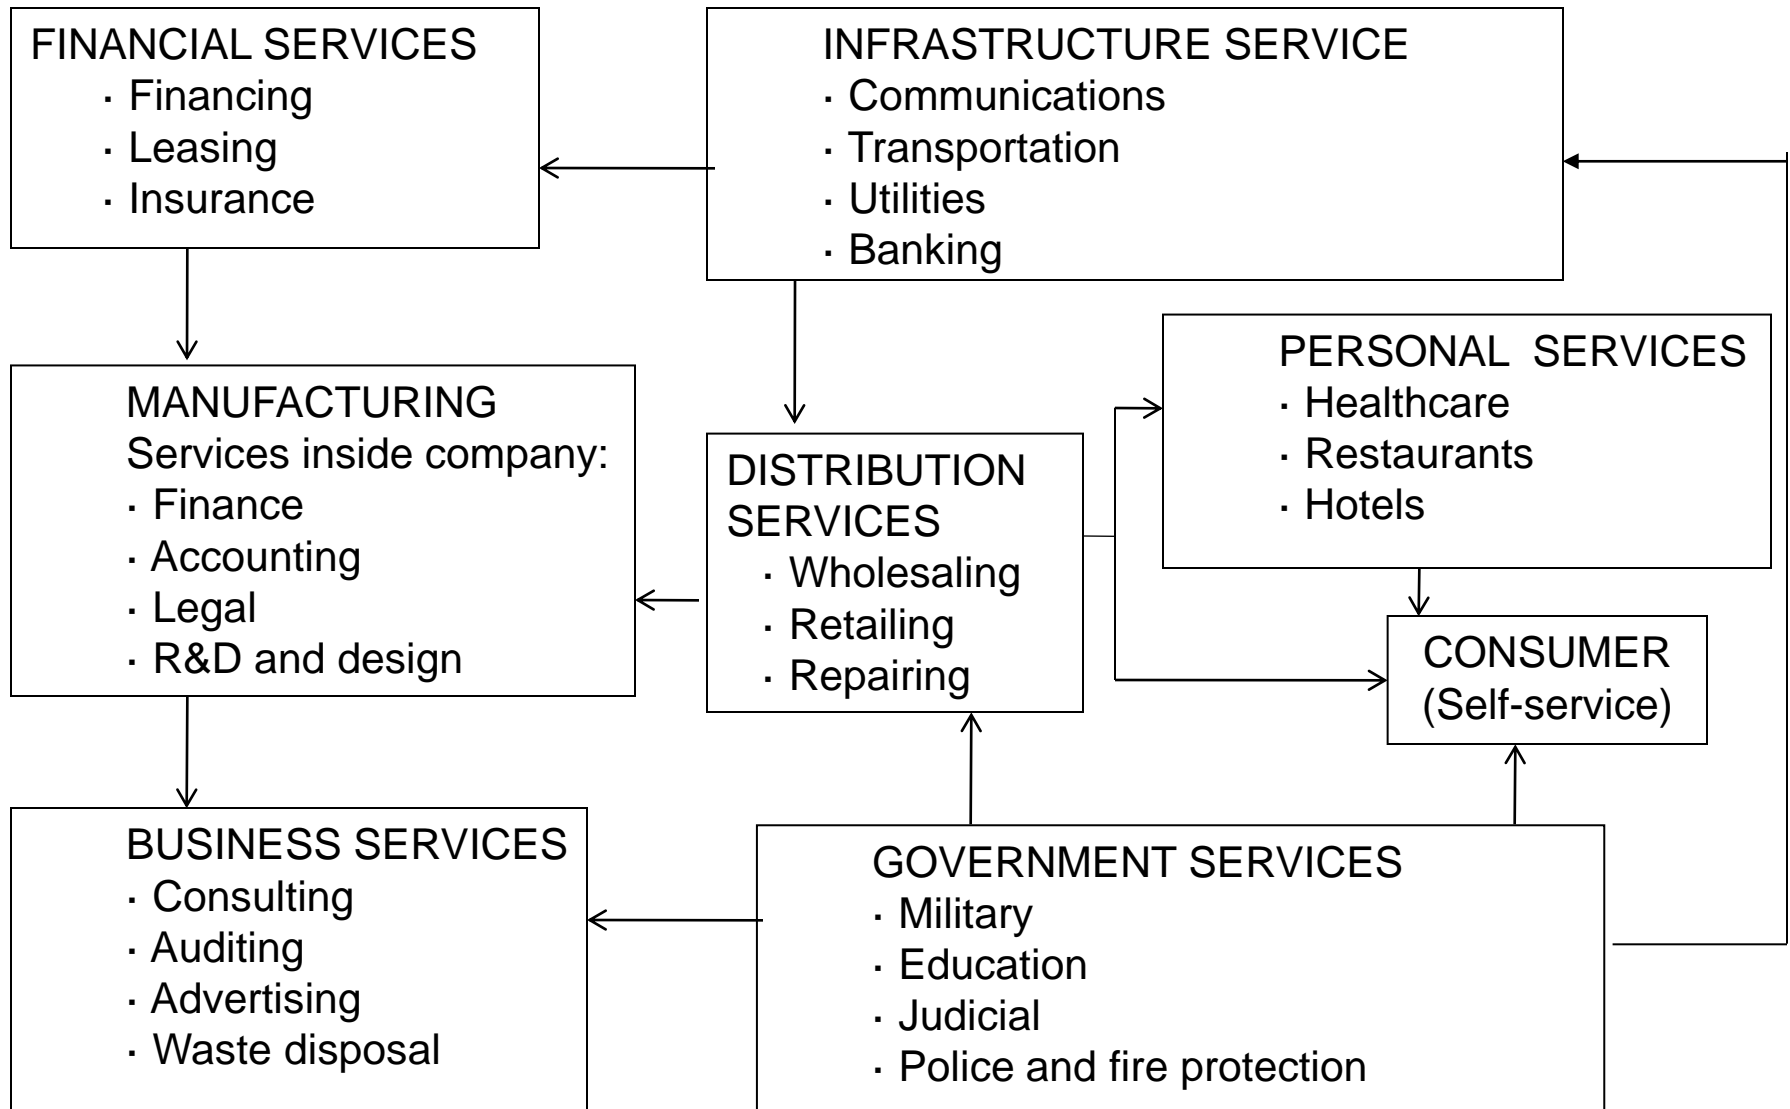 FINANCIAL SERVICES
· Financing
· Leasing
· Insurance
INFRASTRUCTURE SERVICE
· Communications
· Transportation
· Utilities
· Banking
PERSONAL  SERVICES
· Healthcare
· Restaurants
· Hotels
MANUFACTURING
Services inside company:
· Finance
· Accounting
· Legal
· R&D and design
DISTRIBUTION
SERVICES
· Wholesaling
· Retailing
· Repairing
CONSUMER
(Self-service)
BUSINESS SERVICES
· Consulting
· Auditing
· Advertising
· Waste disposal
GOVERNMENT SERVICES
· Military
· Education
· Judicial
· Police and fire protection